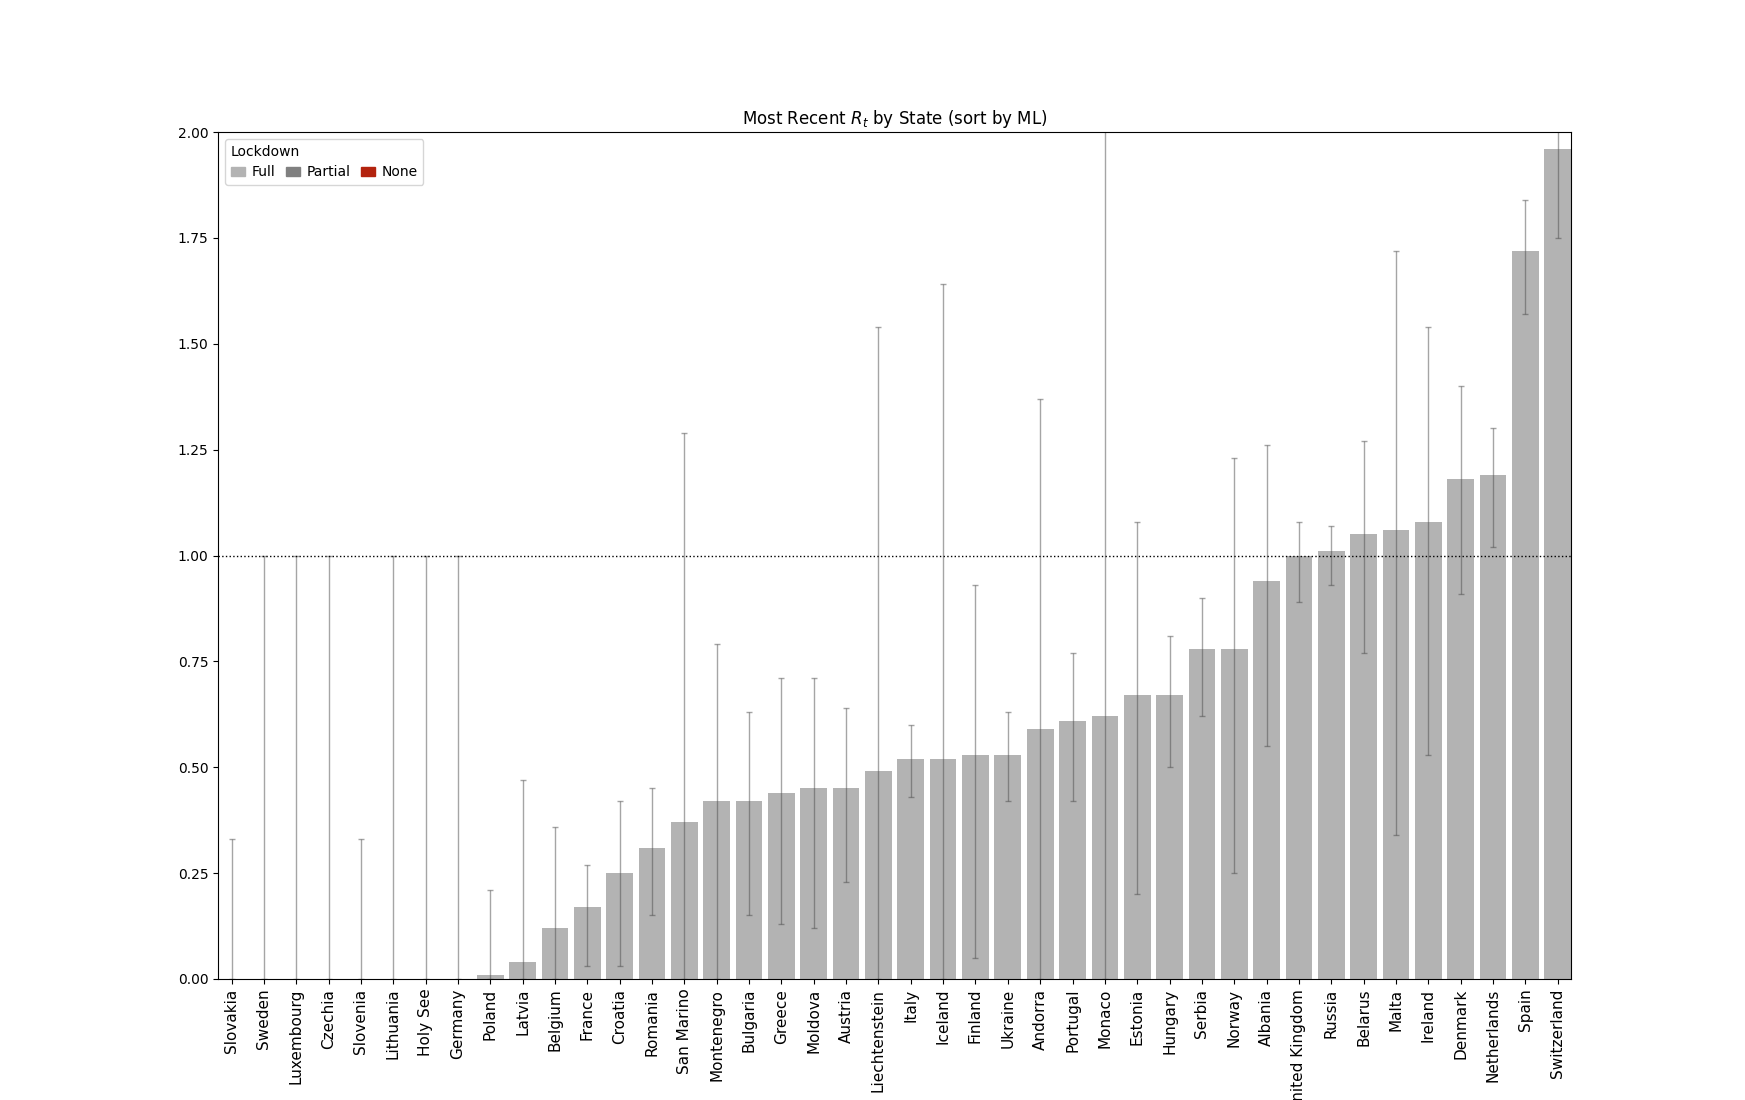 Most Recent Rt by State (sort by ML)
Lockdown
Full Partial None
2.00
1.75
1.50
1.25
1.00
0.75
0.50
0.25
0.00
Slovakia
Sweden
Luxembourg
Czechia
Slovenia
Lithuania
Holy See
Germany
Poland
Latvia
Belgium
France
Croatia
Romania
San Marino
Montenegro
Bulgaria
Greece
Moldova
Austria
Liechtenstein
Italy
Iceland
Finland
Ukraine
Andorra
Portugal
Monaco
Estonia
Hungary
Serbia
Norway
Albania
nited Kingdom
Russia
Belarus
Malta
Ireland
Denmark
Netherlands
Spain
Switzerland